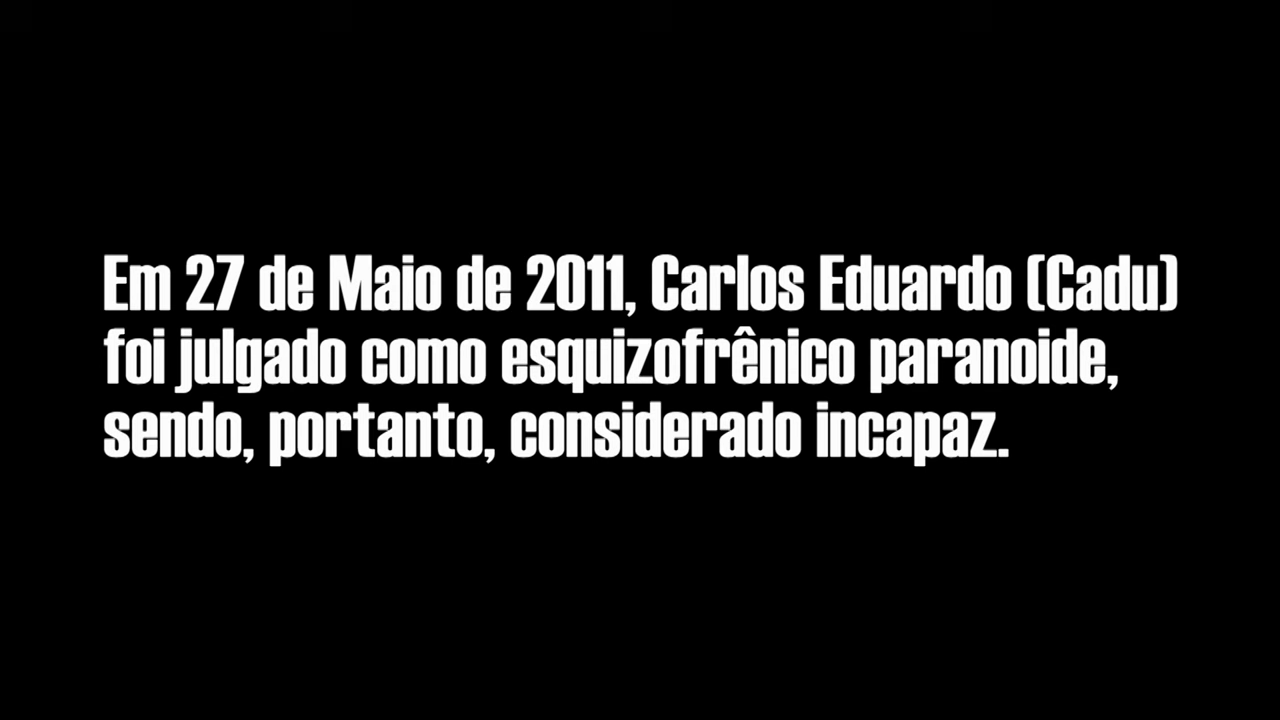 Em 27 de Maio de 2011, Carlos Eduardo (Cadu)
foi julgado como esquizofrênico paranoide,
sendo, portanto, considerado incapaz.